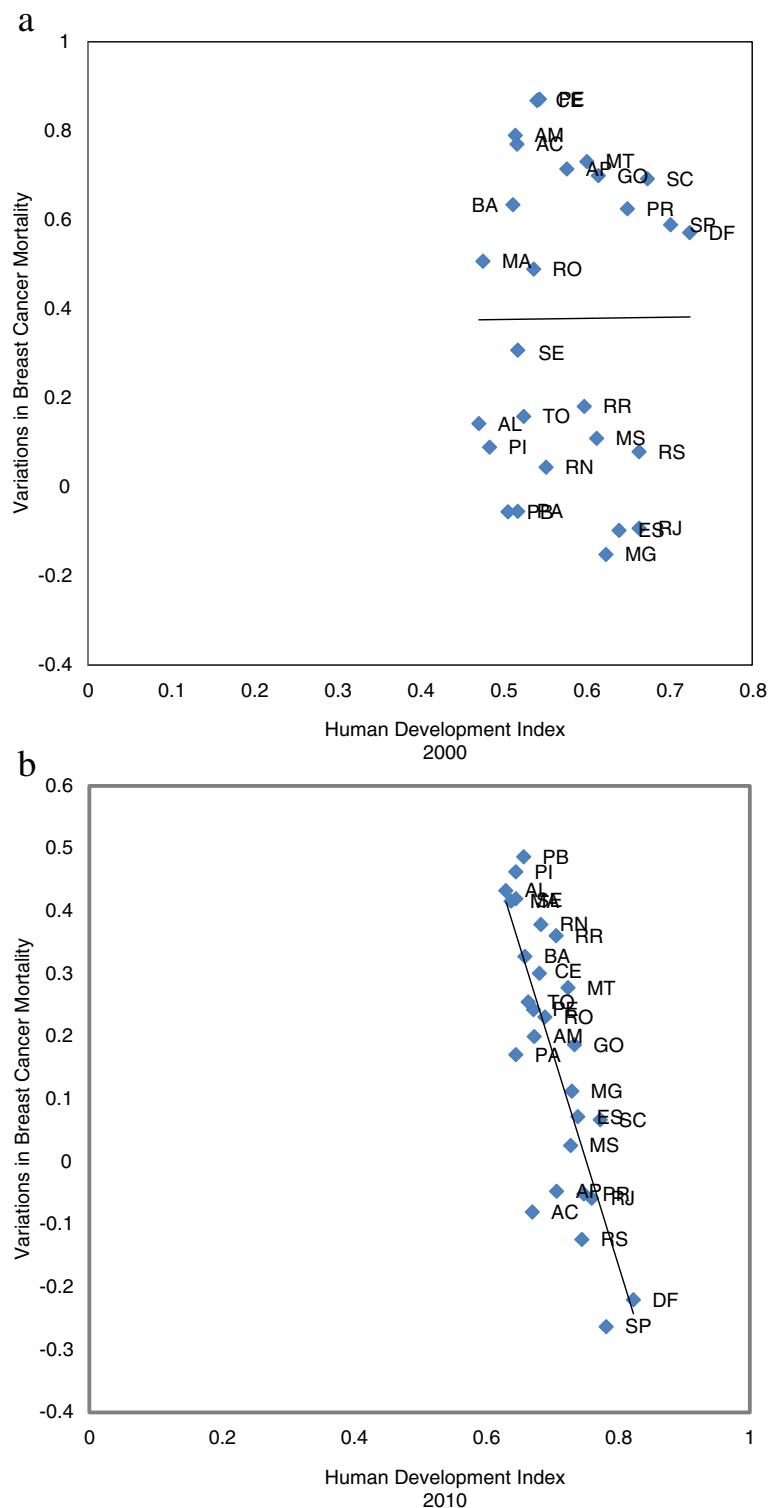 a
1
0.8
0.6
0.4
0.2
0
-0.2
-0.4
Variations in Breast Cancer Mortality
PE
CE
AM
AC
MT
AP
GO
SC
BA
PR
SP
DF
MA
RO
SE
RR
TO
AL
MS
PI
RS
RN
PB
PA
ES
RJ
MG
0 0.1 0.2 0.3 0.4 0.5 0.6 0.7 0.8
Human Development Index
2000
b
0.6
0.5
0.4
0.3
0.2
0.1
0
-0.1
-0.2
-0.3
-0.4
Variations in Breast Cancer Mortality
PB
PI
AL
SE
MA
RN
RR
BA
CE
MT
TO
PE
RO
AM
GO
PA
MG
ES
SC
MS
AP
PR
RJ
AC
RS
DF
SP
0 0.2 0.4 0.6 0.8 1
Human Development Index
2010